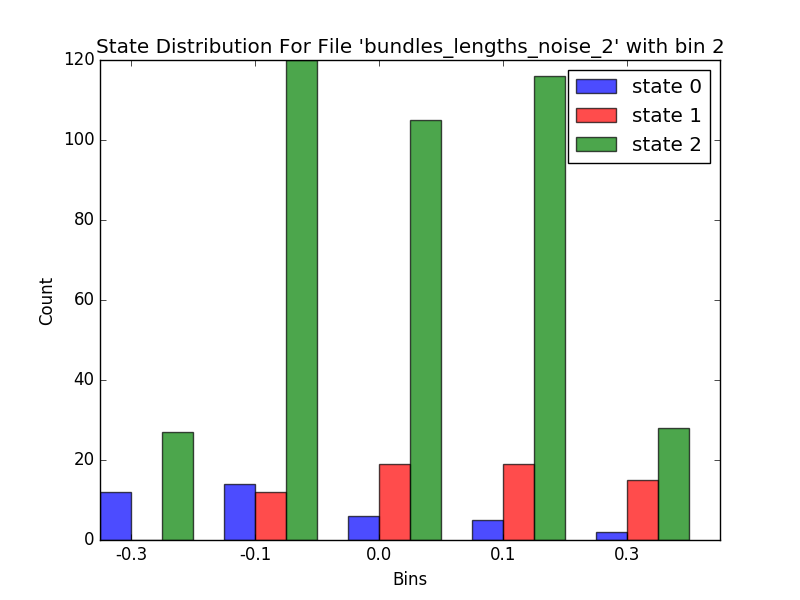 State Distribution For File 'bundles_lengths_noise_2' with bin 2
120
100
80
60
40
20
0
Count
state 0
state 1
state 2
-0.3 -0.1 0.0 0.1 0.3
Bins